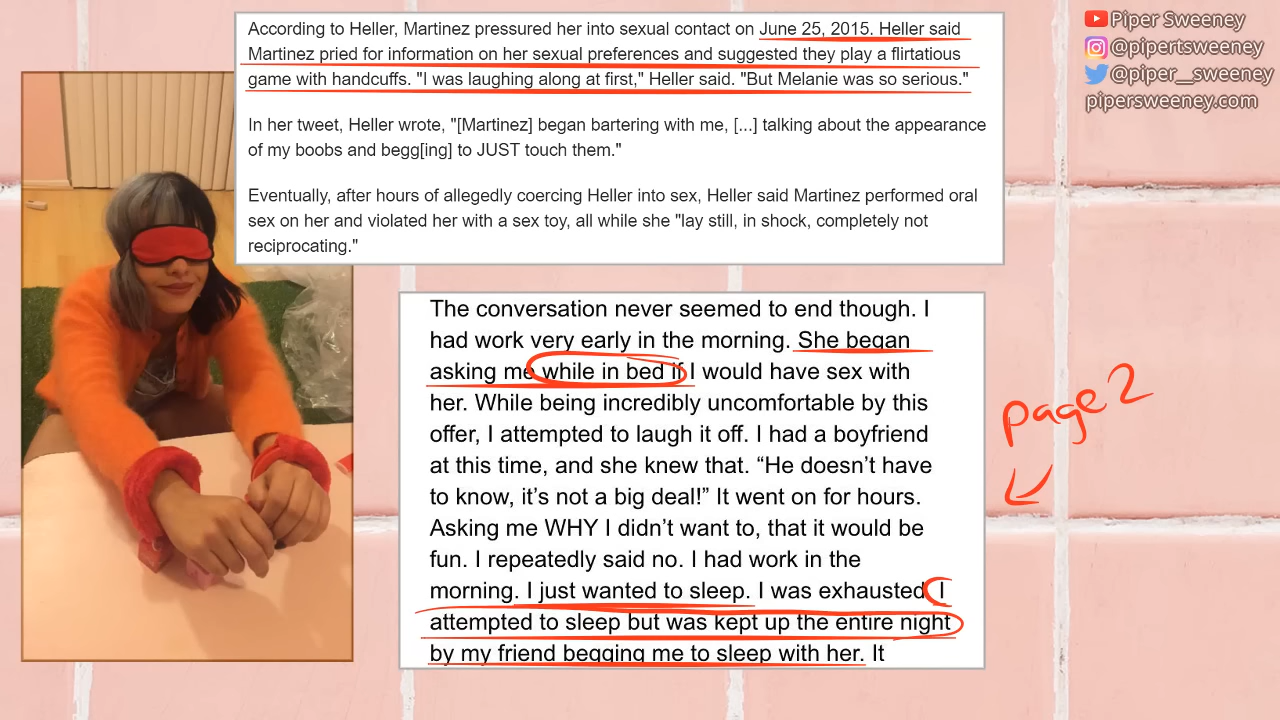 According to Heller, Martinez pressured her into sexual contact on June 25, 2015. Heller said
Martinez pried for information on her sexual preferences and suggested they play a flirtatious
game with handcuffs. "I was laughing along at first," Heller said. "But Melanie was so serious."
In her tweet, Heller wrote, "[Martinez] began bartering with me, [...] talking about the appearance
of my boobs and begg[ing] to JUST touch them."
Eventually, after hours of allegedly coercing Heller into sex, Heller said Martinez performed oral
sex on her and violated her with a sex toy, all while she "lay still, in shock, completely not
reciprocating."
Piper Sweeney
@pipertsweeney
@piper__sweeney
pipersweeney.com
The conversation never seemed to end though. I
had work very early in the morning. She began
asking me while in bed if I would have sex with
her. While being incredibly uncomfortable by this
offer, I attempted to laugh it off. I had a boyfriend
at this time, and she knew that. “He doesn’t have
to know, it’s not a big deal!” It went on for hours.
Asking me WHY I didn’t want to, that it would be
fun. I repeatedly said no. I had work in the
morning. I just wanted to sleep. I was exhausted. I
attempted to sleep but was kept up the entire night
by my friend begging me to sleep with her. It
page 2